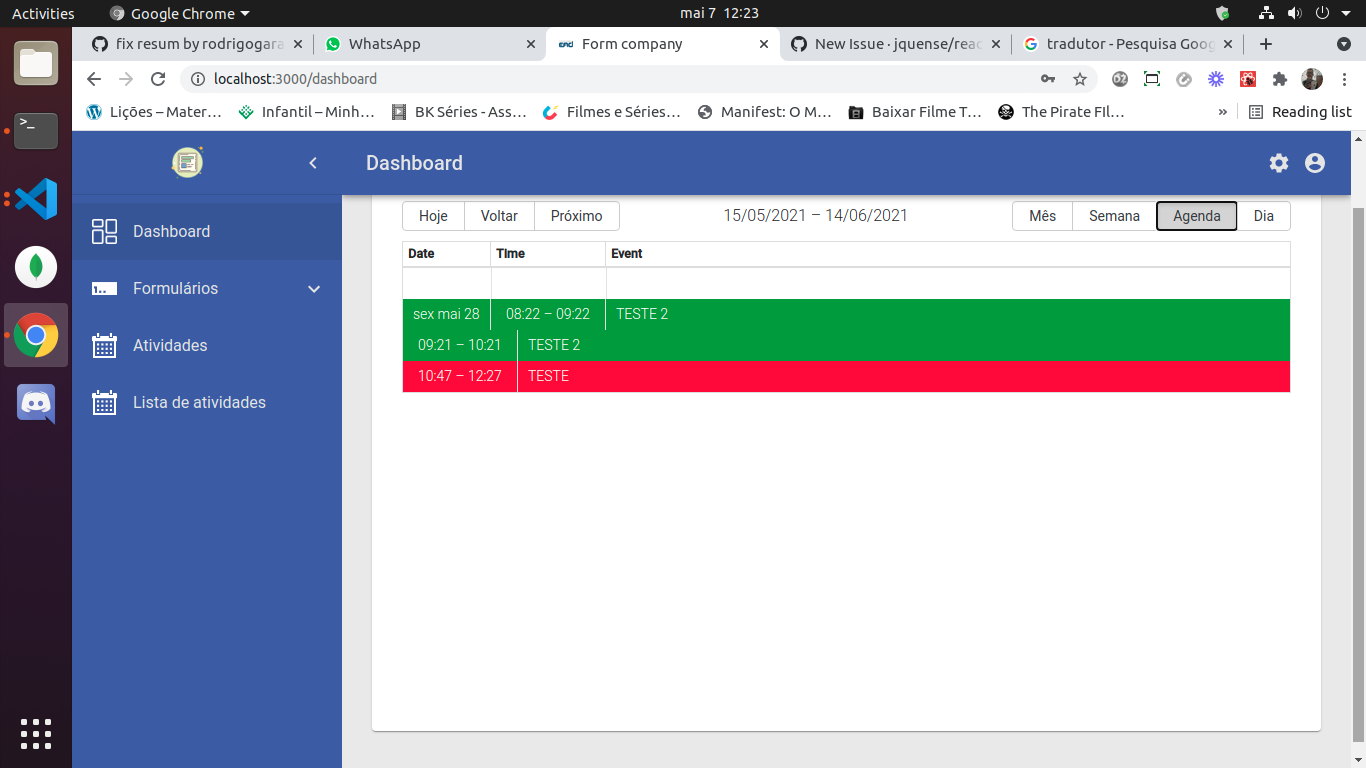 Activities Google Chrome mai 7 12:23
fix resum by rodrigogara WhatsApp Form company New Issue · jquense/reac tradutor - Pesquisa Goog
localhost:3000/dashboard
Lições – Mater… Infantil – Minh… BK Séries - Ass… Filmes e Séries… Manifest: O M… Baixar Filme T… The Pirate FIl… » Reading list
Dashboard
Hoje Voltar Próximo 15/05/2021 – 14/06/2021 Mês Semana Agenda Dia
Dashboard
Formulários
Atividades
Lista de atividades
Date Time Event
sex mai 28 08:22 – 09:22 TESTE 2
09:21 – 10:21 TESTE 2
10:47 – 12:27 TESTE